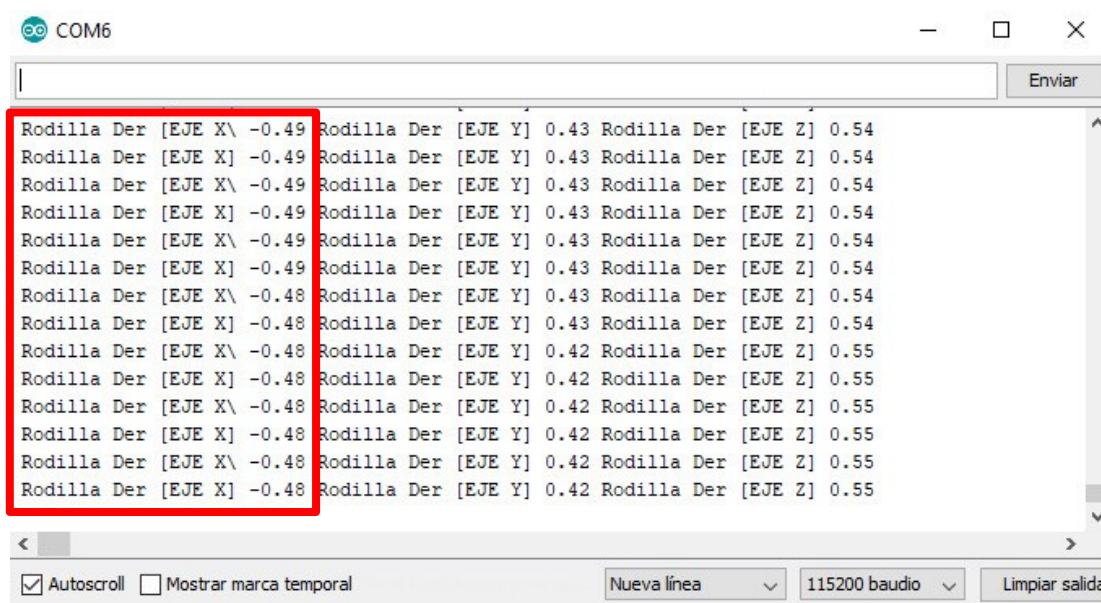 COM6
Enviar
Rodilla Der [EJE X\ -0.49 Rodilla Der [EJE Y] 0.43 Rodilla Der [EJE Z] 0.54
Rodilla Der [EJE X] -0.49 Rodilla Der [EJE Y] 0.43 Rodilla Der [EJE Z] 0.54
Rodilla Der [EJE X\ -0.49 Rodilla Der [EJE Y] 0.43 Rodilla Der [EJE Z] 0.54
Rodilla Der [EJE X] -0.49 Rodilla Der [EJE Y] 0.43 Rodilla Der [EJE Z] 0.54
Rodilla Der [EJE X\ -0.49 Rodilla Der [EJE Y] 0.43 Rodilla Der [EJE Z] 0.54
Rodilla Der [EJE X] -0.49 Rodilla Der [EJE Y] 0.43 Rodilla Der [EJE Z] 0.54
Rodilla Der [EJE X\ -0.48 Rodilla Der [EJE Y] 0.43 Rodilla Der [EJE Z] 0.54
Rodilla Der [EJE X] -0.48 Rodilla Der [EJE Y] 0.43 Rodilla Der [EJE Z] 0.54
Rodilla Der [EJE X\ -0.48 Rodilla Der [EJE Y] 0.42 Rodilla Der [EJE Z] 0.55
Rodilla Der [EJE X] -0.48 Rodilla Der [EJE Y] 0.42 Rodilla Der [EJE Z] 0.55
Rodilla Der [EJE X\ -0.48 Rodilla Der [EJE Y] 0.42 Rodilla Der [EJE Z] 0.55
Rodilla Der [EJE X] -0.48 Rodilla Der [EJE Y] 0.42 Rodilla Der [EJE Z] 0.55
Rodilla Der [EJE X\ -0.48 Rodilla Der [EJE Y] 0.42 Rodilla Der [EJE Z] 0.55
Rodilla Der [EJE X] -0.48 Rodilla Der [EJE Y] 0.42 Rodilla Der [EJE Z] 0.55
Autoscroll Mostrar marca temporal Nueva línea 115200 baudio Limpiar salida